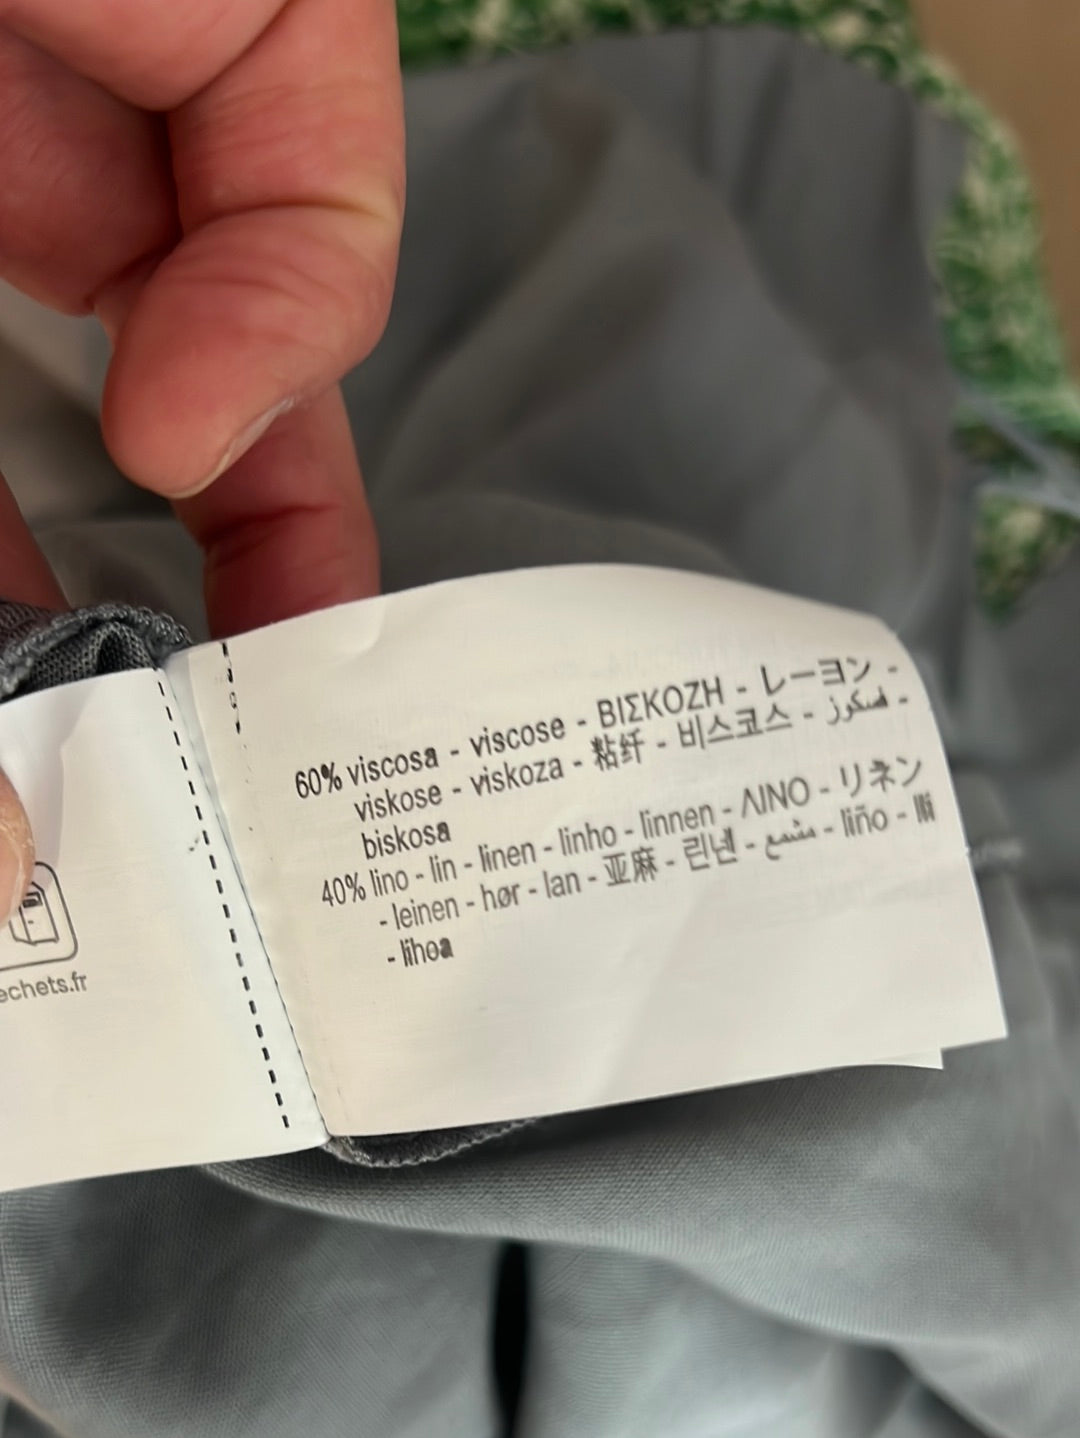 60% viscosa - viscose - ΒΙΣΚΟΖΗ - レーヨン -
viskose - viskoza - 粘纤 - 비스코스 - فسكوز -
biskosa
40% lino - lin - linen - linho - linnen - ΛΙΝΟ - リネン
- leinen - hør - lan - 亚麻 - 린넨 - مشمع - liño - lli
- lihoa
echets.fr